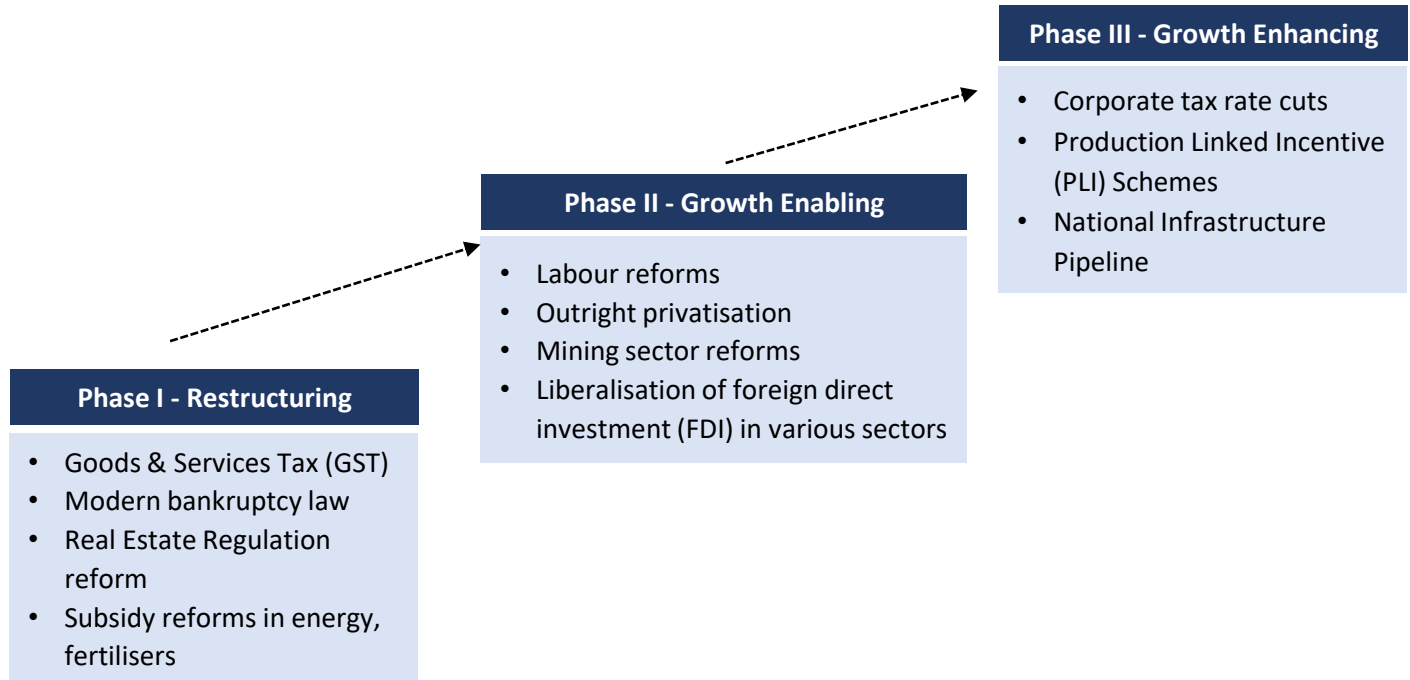 Phase I - Restructuring
• Goods & Services Tax (GST)
• Modern bankruptcy law
• Real Estate Regulation
reform
• Subsidy reforms in energy,
fertilisers
Phase II - Growth Enabling
• Labour reforms
• Outright privatisation
• Mining sector reforms
• Liberalisation of foreign direct
investment (FDI) in various sectors
Phase III - Growth Enhancing
• Corporate tax rate cuts
• Production Linked Incentive
(PLI) Schemes
• National Infrastructure
Pipeline